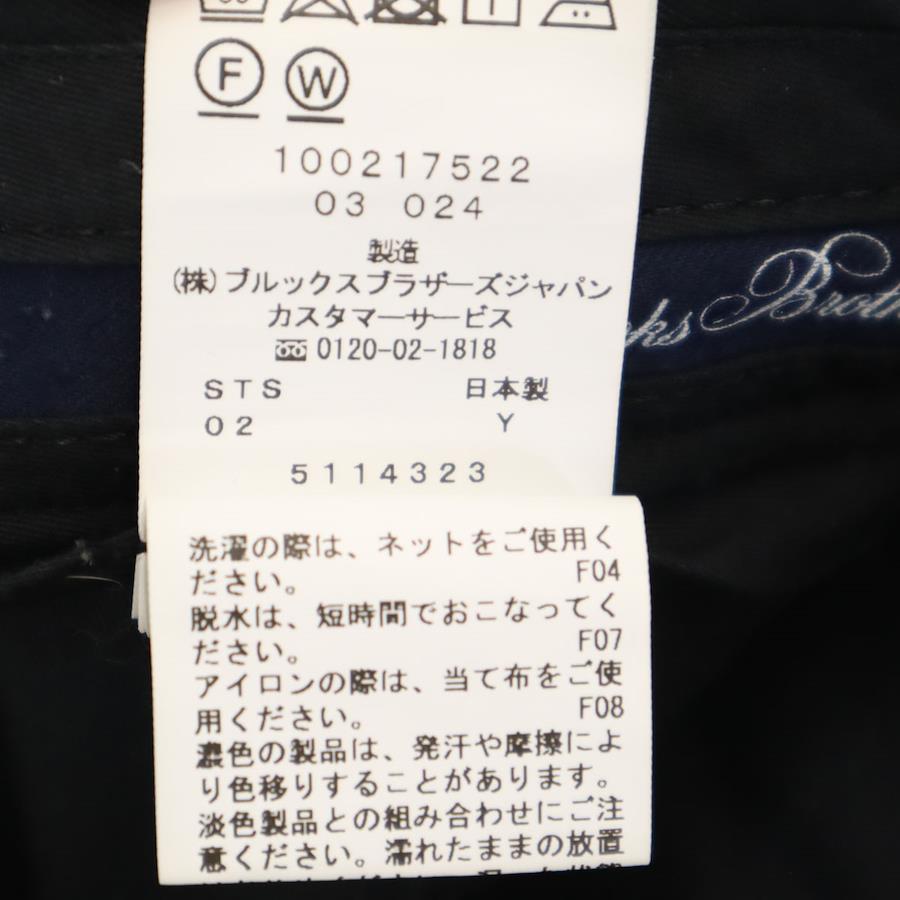 F W
100217522
03 024
製造
(株)ブルックスブラザーズジャパン
カスタマーサービス
0120-02-1818
STS 日本製
02 Y
5114323
ks Broth
洗濯の際は、ネットをご使用く
ださい。 F04
脱水は、短時間でおこなってく
ださい。 F07
アイロンの際は、当て布をご使
用ください。 F08
濃色の製品は、発汗や摩擦によ
り色移りすることがあります。
淡色製品との組み合わせにご注
意ください。濡れたままの放置